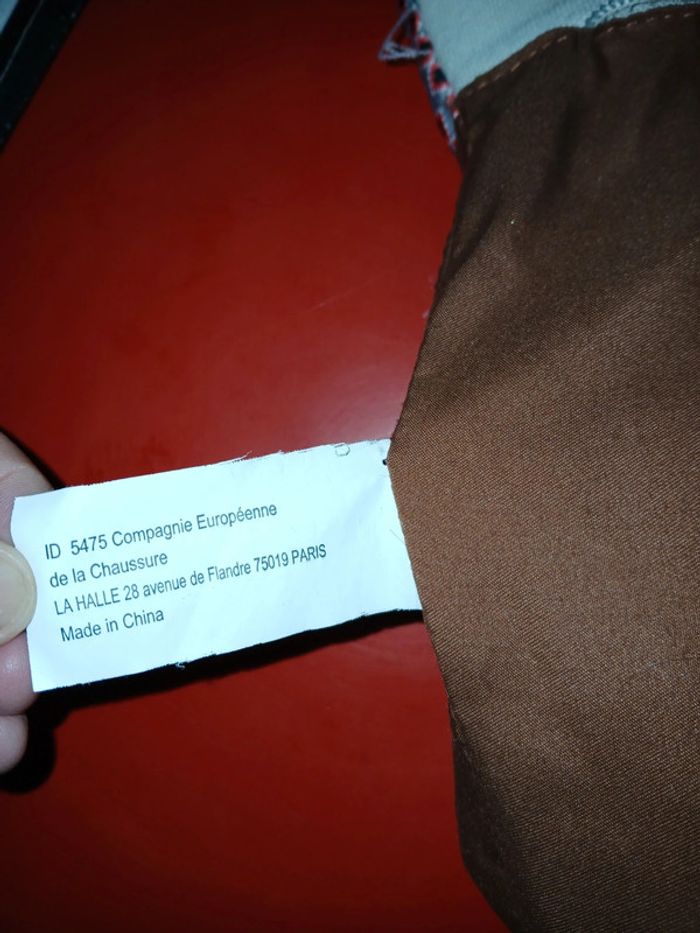 ID 5475 Compagnie Européenne
de la Chaussure
LA HALLE 28 avenue de Flandre 75019 PARIS
Made in China